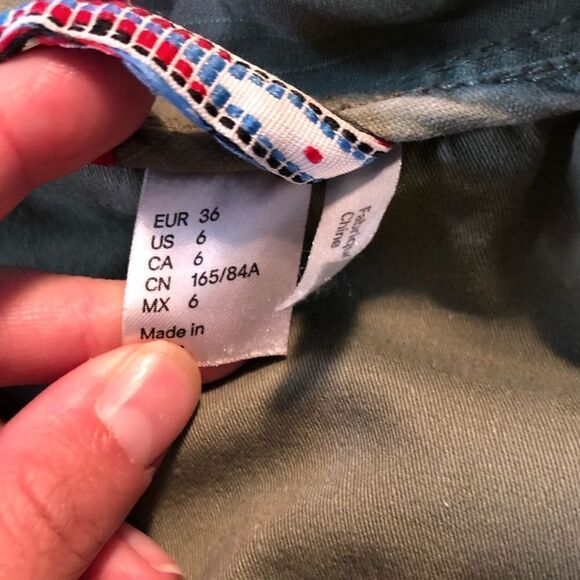 EUR 36
US 6
CA 6
CN 165/84A
MX 6
Made in
Chine